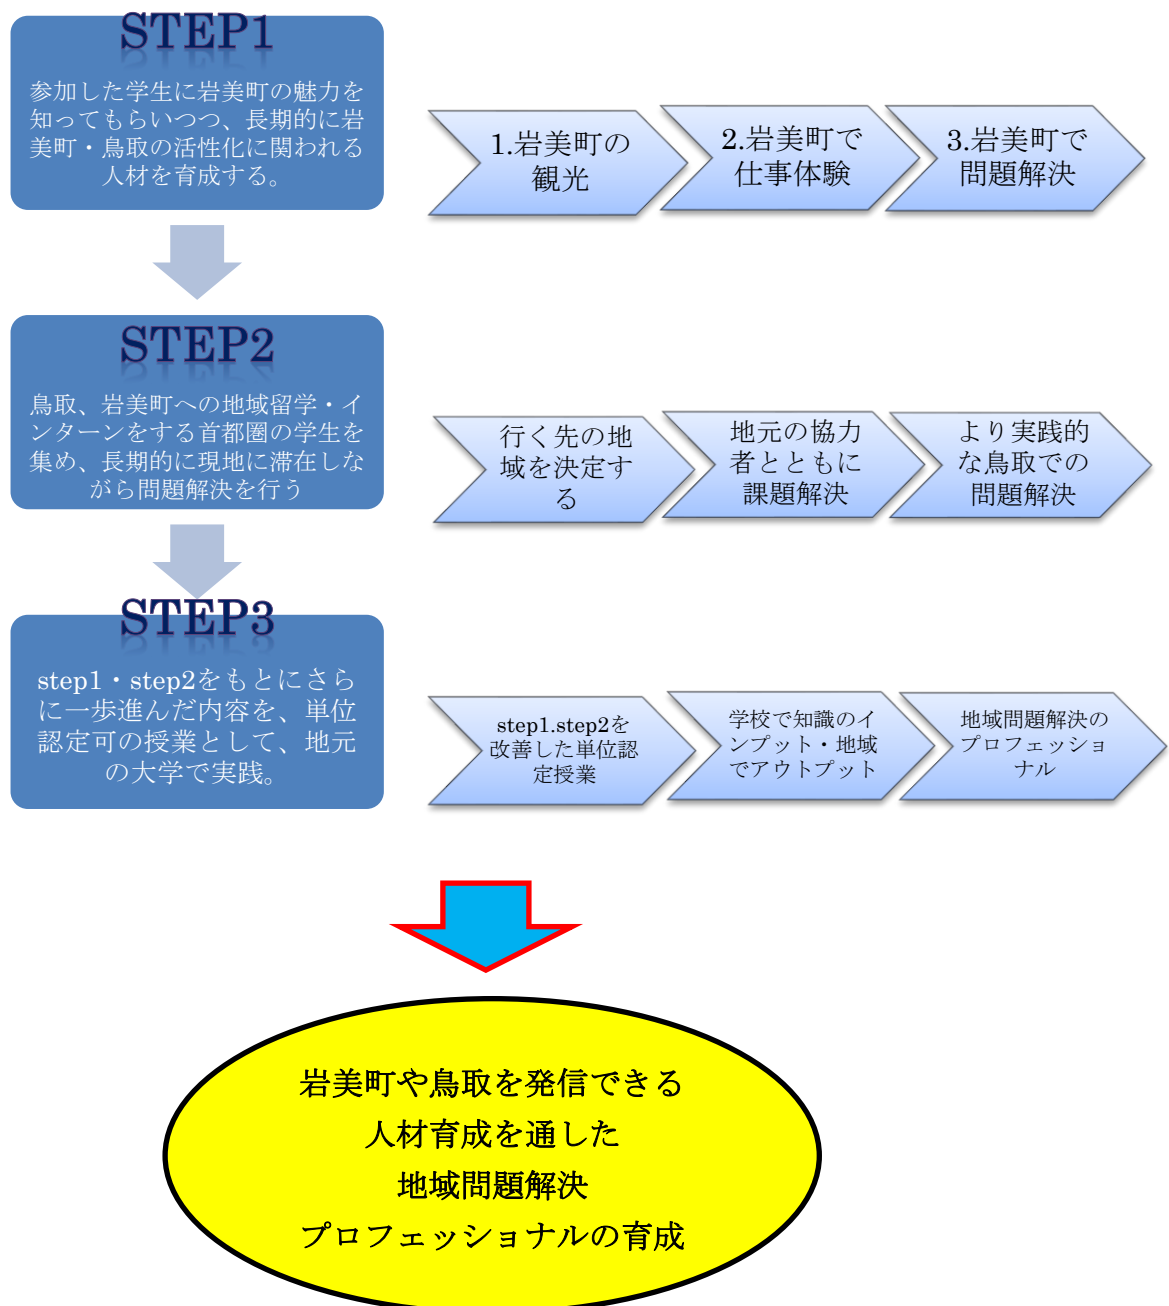 STEP1
参加した学生に岩美町の魅力を
知ってもらいつつ、長期的に岩
美町・鳥取の活性化に関われる
人材を育成する。
1.岩美町の
観光
2.岩美町で
仕事体験
3.岩美町で
問題解決
STEP2
鳥取、岩美町への地域留学・イ
ンターンをする首都圏の学生を
集め、長期的に現地に滞在しな
がら問題解決を行う
行く先の地
域を決定す
る
地元の協力
者とともに
課題解決
より実践的
な鳥取での
問題解決
STEP3
step1・step2をもとにさら
に一歩進んだ内容を、単位
認定可の授業として、地元
の大学で実践。
step1.step2を
改善した単位認
定授業
学校で知識のイ
ンプット・地域
でアウトプット
地域問題解決の
プロフェッショ
ナル
岩美町や鳥取を発信できる
人材育成を通した
地域問題解決
プロフェッショナルの育成